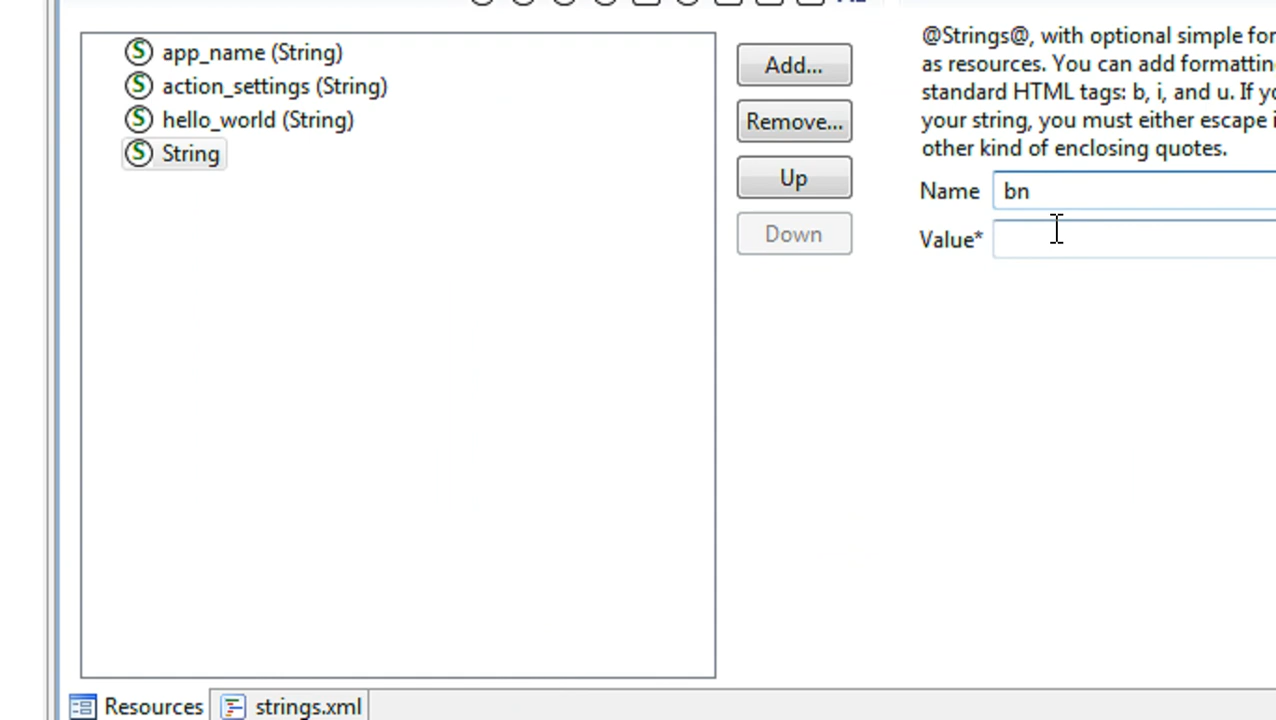 app_name (String)
action_settings (String)
hello_world (String)
String
Add...
Remove...
Up
Down
@Strings@, with optional simple for
as resources. You can add formattin
standard HTML tags: b, i, and u. If yo
your string, you must either escape i
other kind of enclosing quotes.
Name bn
Value*
Resources
strings.xml